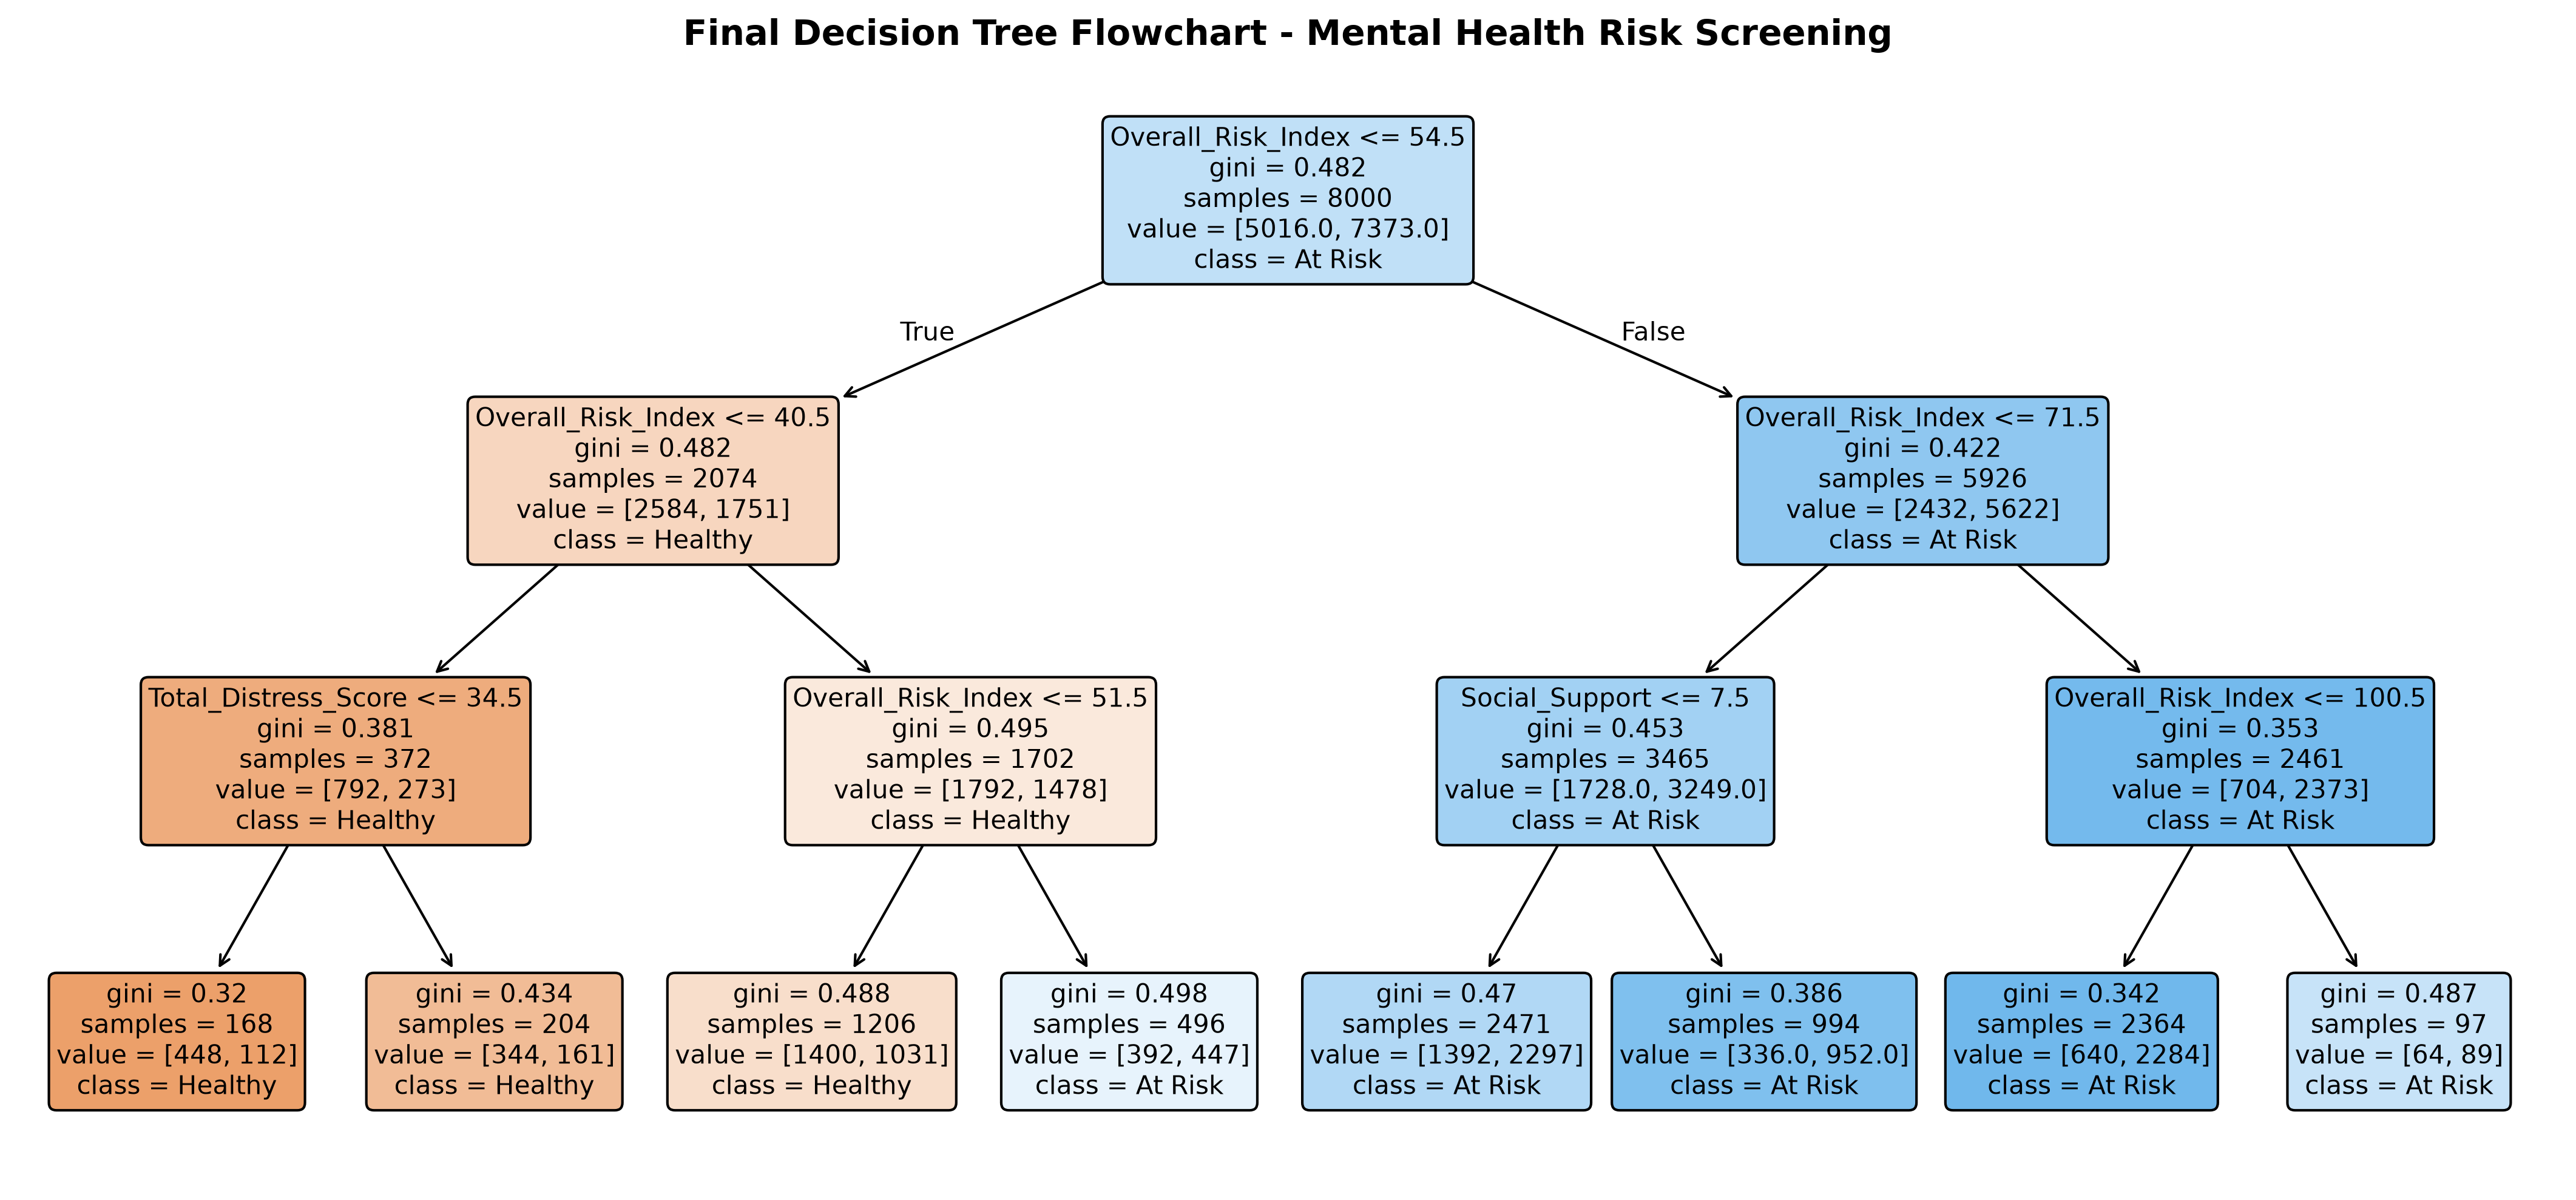 Final Decision Tree Flowchart - Mental Health Risk Screening
Overall_Risk_Index <= 54.5
gini = 0.482
samples = 8000
value = [5016.0, 7373.0]
class = At Risk
True
False
Overall_Risk_Index <= 40.5
gini = 0.482
samples = 2074
value = [2584, 1751]
class = Healthy
Overall_Risk_Index <= 71.5
gini = 0.422
samples = 5926
value = [2432, 5622]
class = At Risk
Total_Distress_Score <= 34.5
gini = 0.381
samples = 372
value = [792, 273]
class = Healthy
Overall_Risk_Index <= 51.5
gini = 0.495
samples = 1702
value = [1792, 1478]
class = Healthy
Social_Support <= 7.5
gini = 0.453
samples = 3465
value = [1728.0, 3249.0]
class = At Risk
Overall_Risk_Index <= 100.5
gini = 0.353
samples = 2461
value = [704, 2373]
class = At Risk
gini = 0.32
samples = 168
value = [448, 112]
class = Healthy
gini = 0.434
samples = 204
value = [344, 161]
class = Healthy
gini = 0.488
samples = 1206
value = [1400, 1031]
class = Healthy
gini = 0.498
samples = 496
value = [392, 447]
class = At Risk
gini = 0.47
samples = 2471
value = [1392, 2297]
class = At Risk
gini = 0.386
samples = 994
value = [336.0, 952.0]
class = At Risk
gini = 0.342
samples = 2364
value = [640, 2284]
class = At Risk
gini = 0.487
samples = 97
value = [64, 89]
class = At Risk